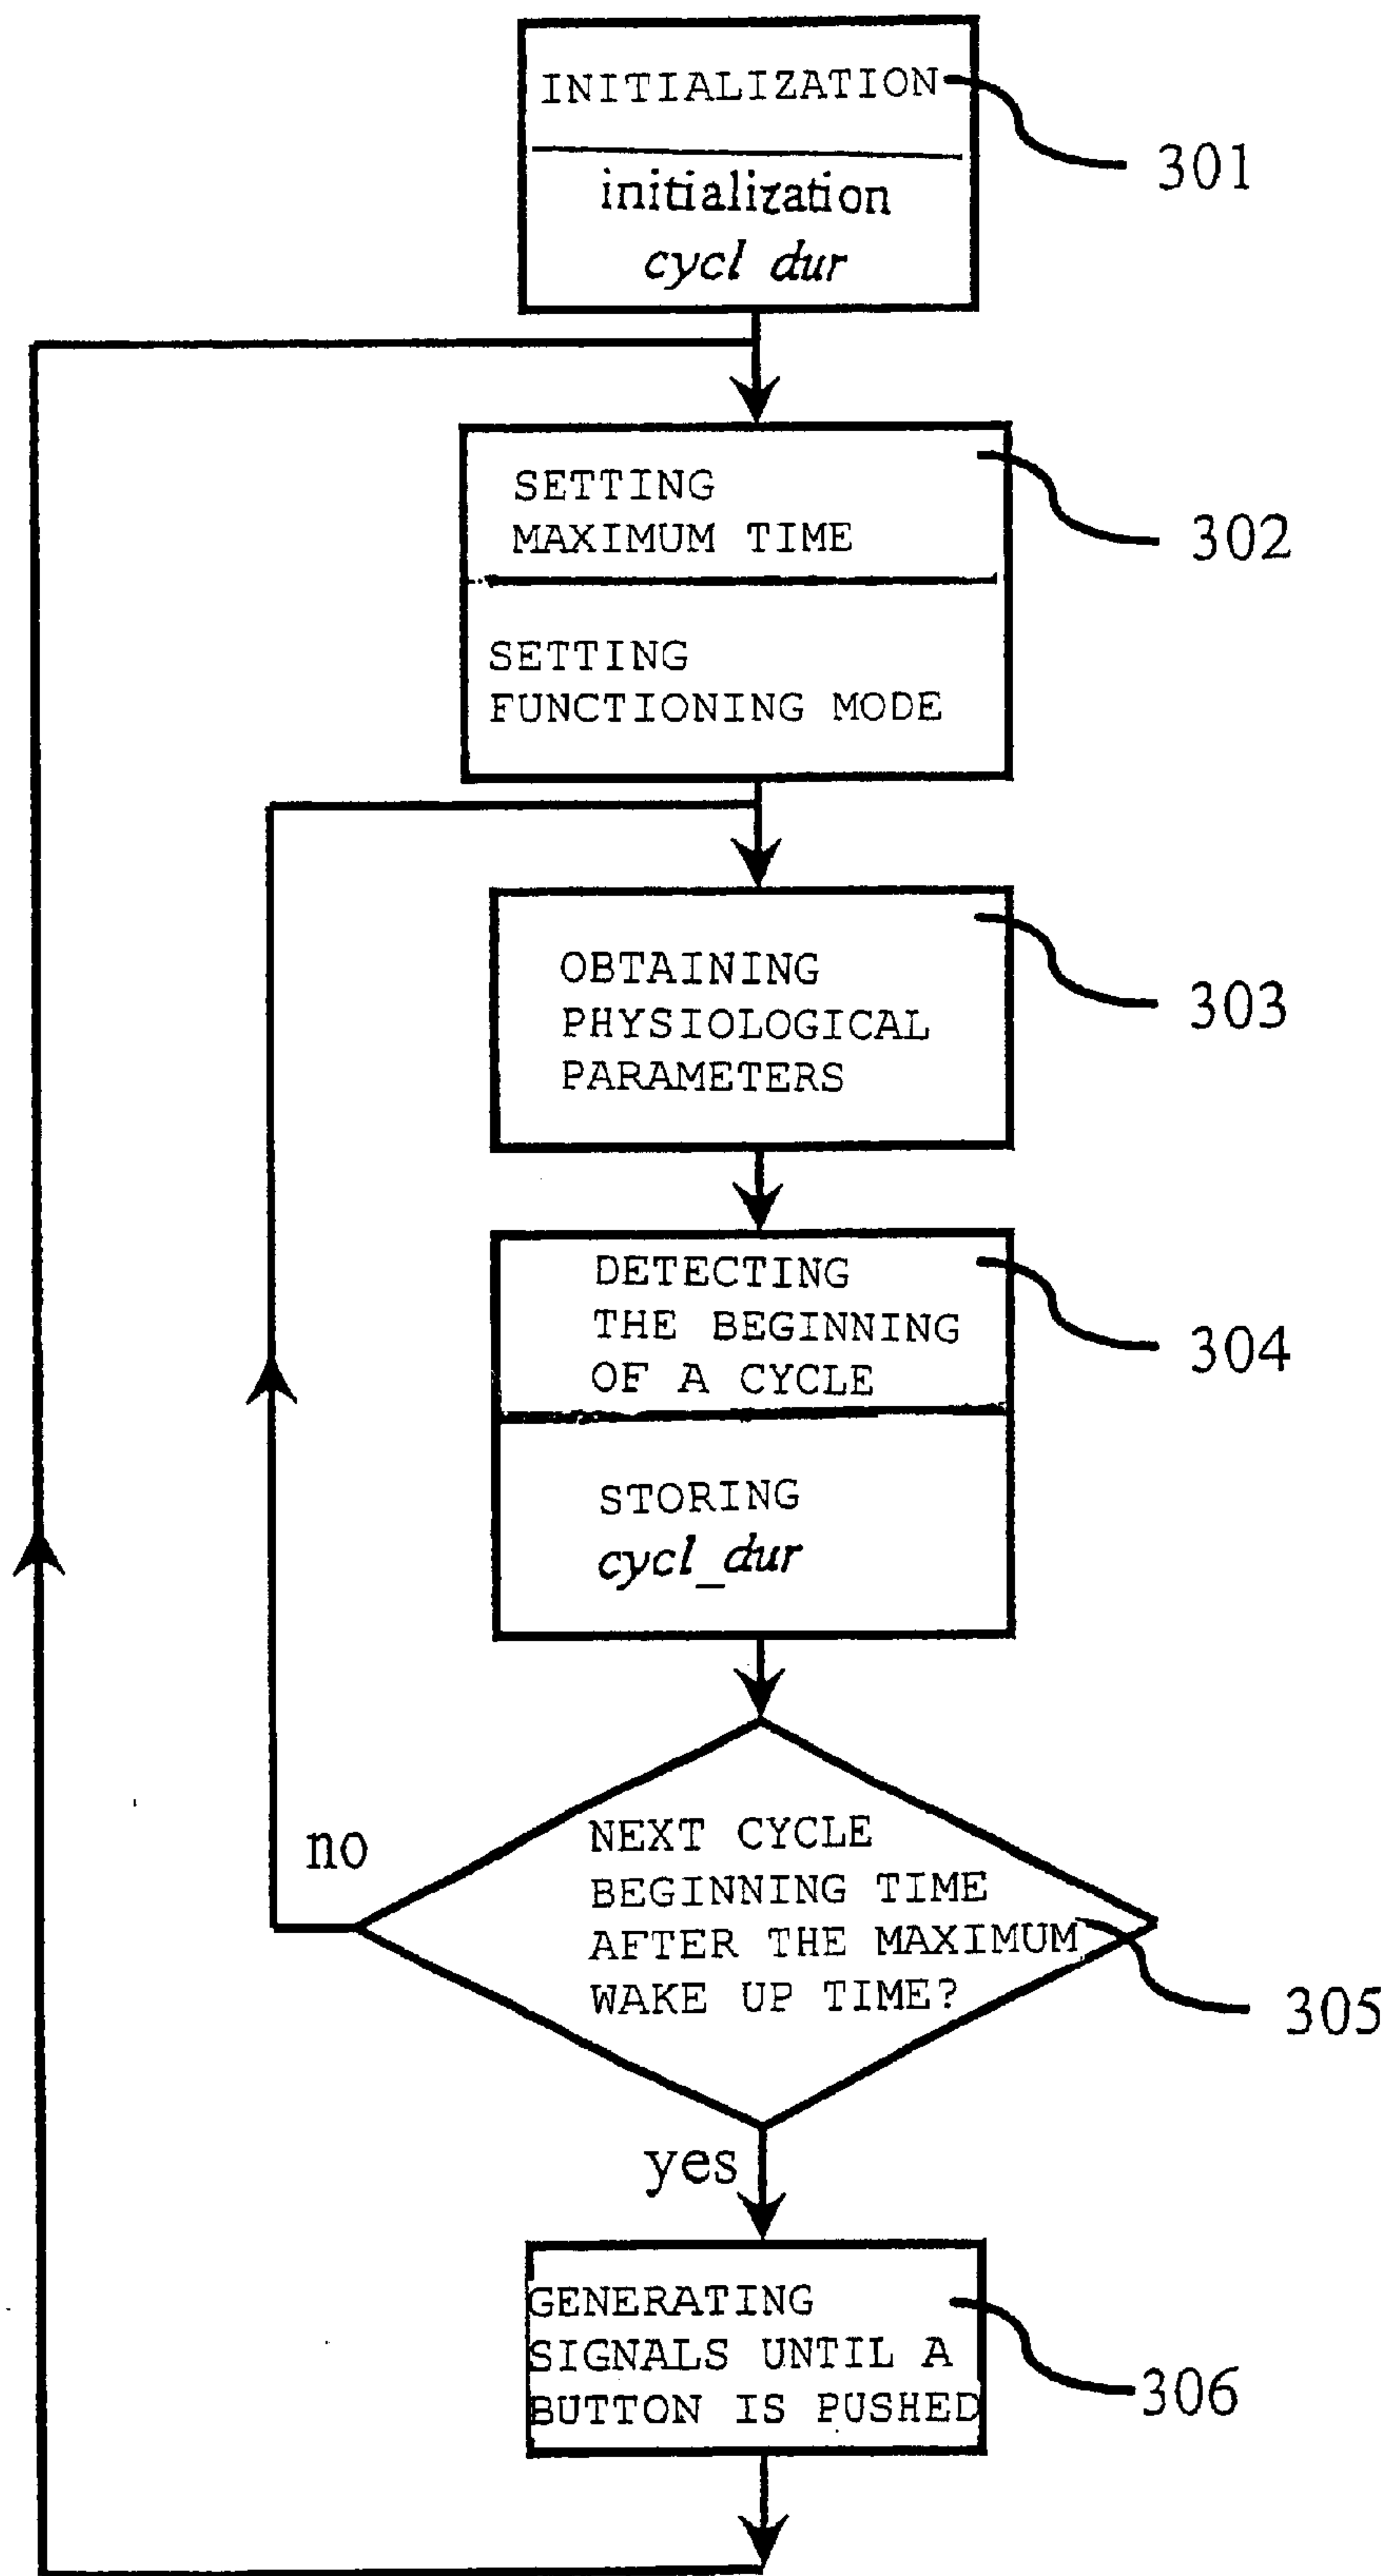 INITIALIZATION
301
initialization
cycl dur
SETTING
MAXIMUM TIME
302
SETTING
FUNCTIONING MODE
OBTAINING
PHYSIOLOGICAL
PARAMETERS
303
DETECTING
THE BEGINNING
OF A CYCLE
304
STORING
cycl_dur
no
NEXT CYCLE
BEGINNING TIME
AFTER THE MAXIMUM
WAKE UP TIME?
305
yes
GENERATING
SIGNALS UNTIL A
BUTTON IS PUSHED
306